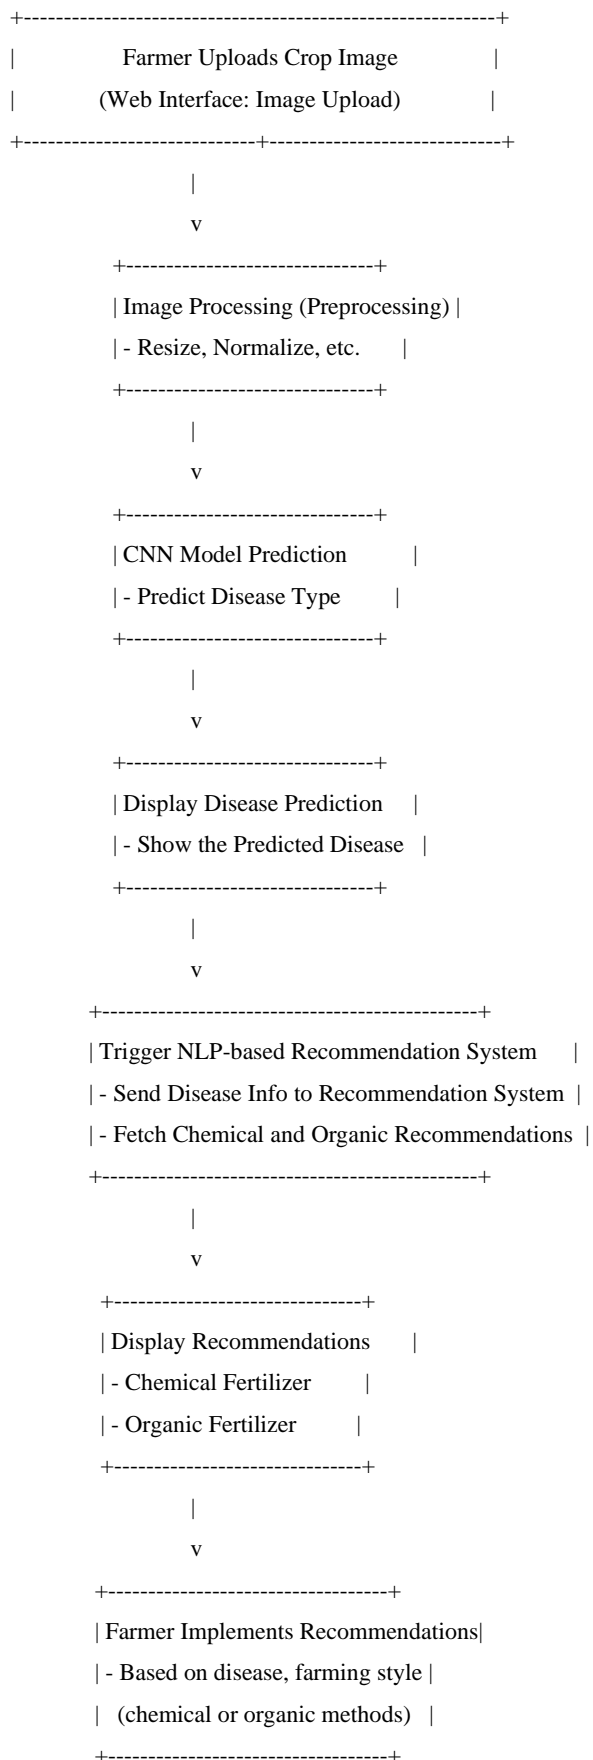 +-----------------------------------------------------------+
| Farmer Uploads Crop Image |
| (Web Interface: Image Upload) |
+-----------------------------+-----------------------------+
|
v
+-------------------------------+
| Image Processing (Preprocessing) |
| - Resize, Normalize, etc. |
+-------------------------------+
|
v
+-------------------------------+
| CNN Model Prediction |
| - Predict Disease Type |
+-------------------------------+
|
v
+-------------------------------+
| Display Disease Prediction |
| - Show the Predicted Disease |
+-------------------------------+
|
v
+-----------------------------------------------+
| Trigger NLP-based Recommendation System |
| - Send Disease Info to Recommendation System |
| - Fetch Chemical and Organic Recommendations |
+-----------------------------------------------+
|
v
+-------------------------------+
| Display Recommendations |
| - Chemical Fertilizer |
| - Organic Fertilizer |
+-------------------------------+
|
v
+-----------------------------------+
| Farmer Implements Recommendations|
| - Based on disease, farming style |
| (chemical or organic methods) |
+-----------------------------------+